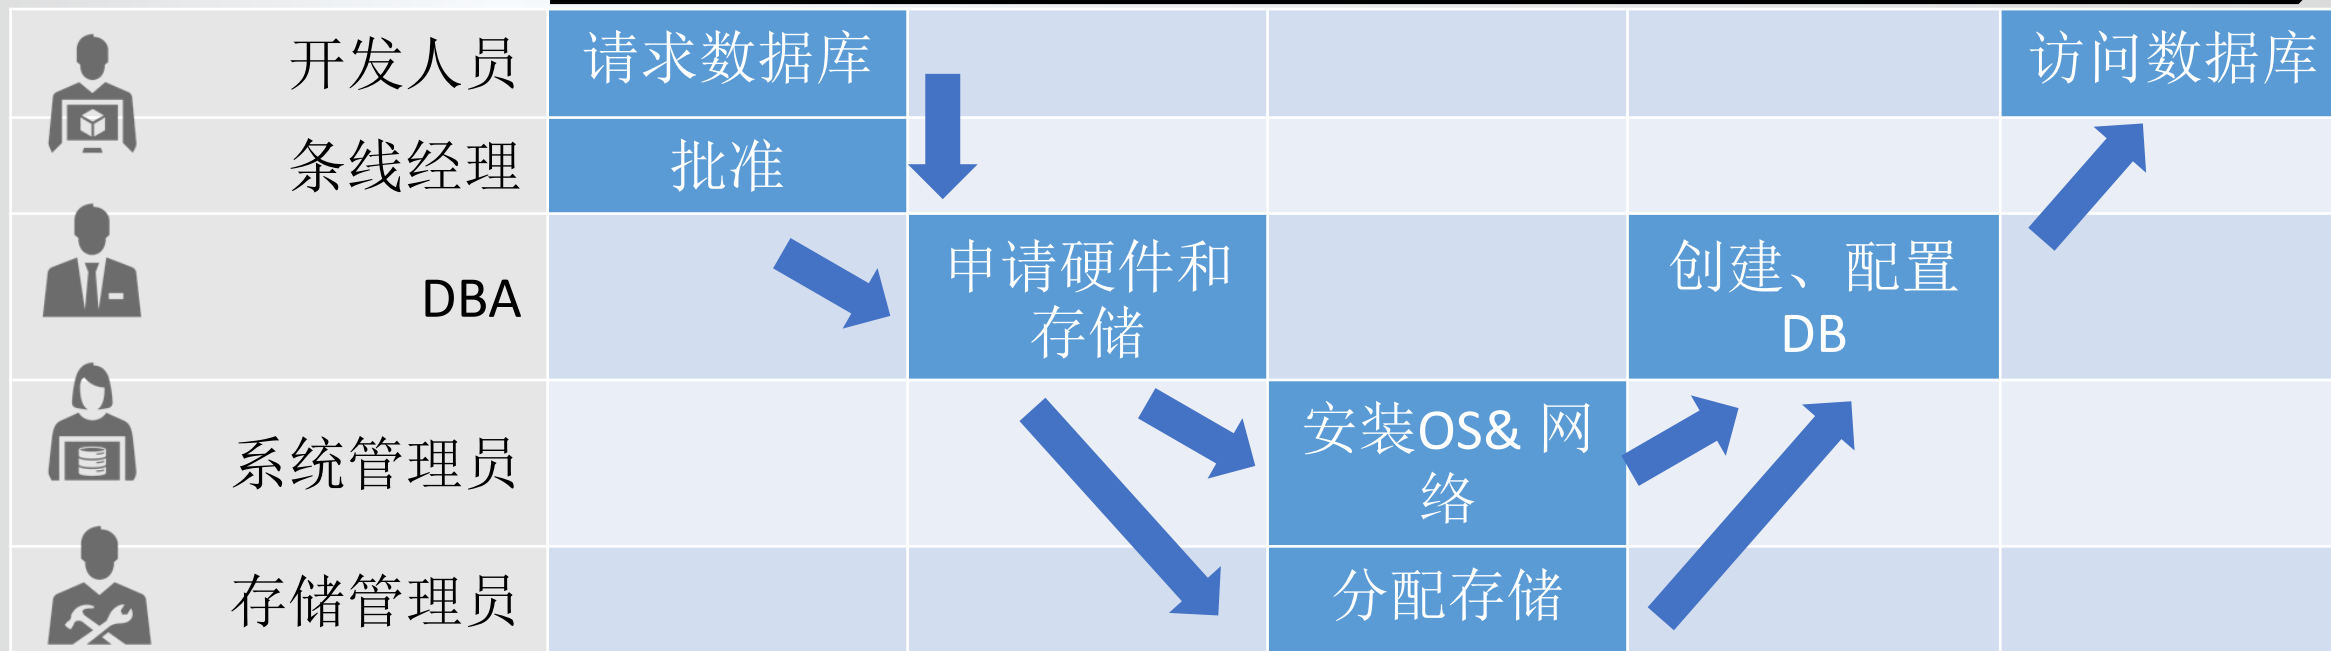 开发人员
请求数据库
访问数据库
条线经理
批准
DBA
申请硬件和
存储
创建、配置
DB
系统管理员
安装OS& 网
络
存储管理员
分配存储